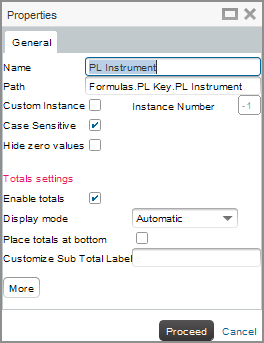 Properties
General
Name PL Instrument
Path Formulas.PL Key.PL Instrument
Custom Instance Instance Number -1
Case Sensitive
Hide zero values
Totals settings
Enable totals
Display mode Automatic
Place totals at bottom
Customize Sub Total Label
More
Proceed Cancel